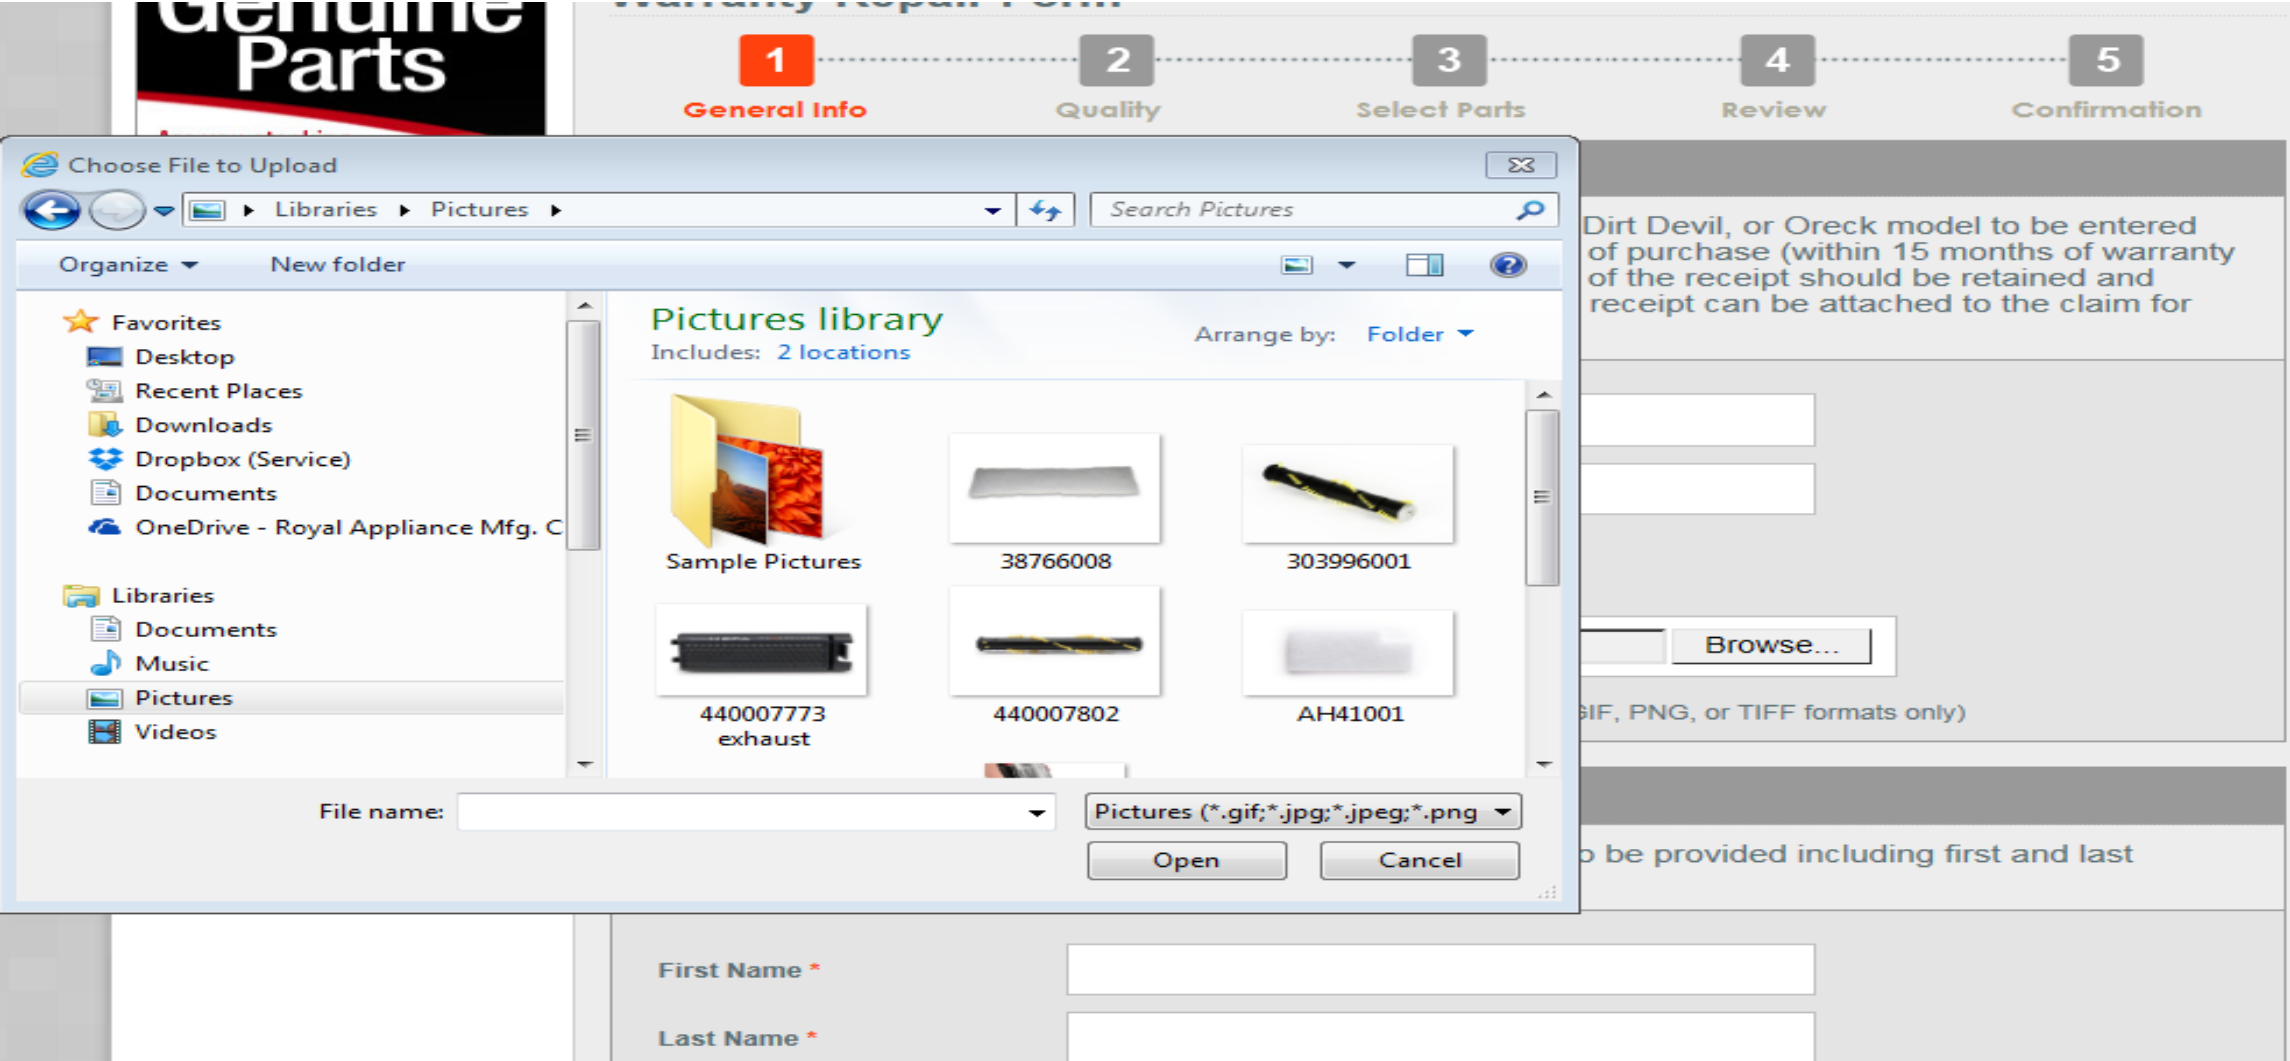 Genuine
Parts
Warranty Repair Form
1
2
3
4
5
General Info
Quality
Select Parts
Review
Confirmation
Choose File to Upload
Libraries
Pictures
Search Pictures
Organize
New folder
Favorites
Desktop
Recent Places
Downloads
Dropbox (Service)
Documents
OneDrive - Royal Appliance Mfg. C
Libraries
Documents
Music
Pictures
Videos
Pictures library
Includes: 2 locations
Arrange by: Folder
Sample Pictures
38766008
303996001
440007773
exhaust
440007802
AH41001
File name:
Pictures (*.gif;*.jpg;*.jpeg;*.png
Open
Cancel
Dirt Devil, or Oreck model to be entered
of purchase (within 15 months of warranty
of the receipt should be retained and
receipt can be attached to the claim for
Browse...
GIF, PNG, or TIFF formats only)
o be provided including first and last
First Name *
Last Name *